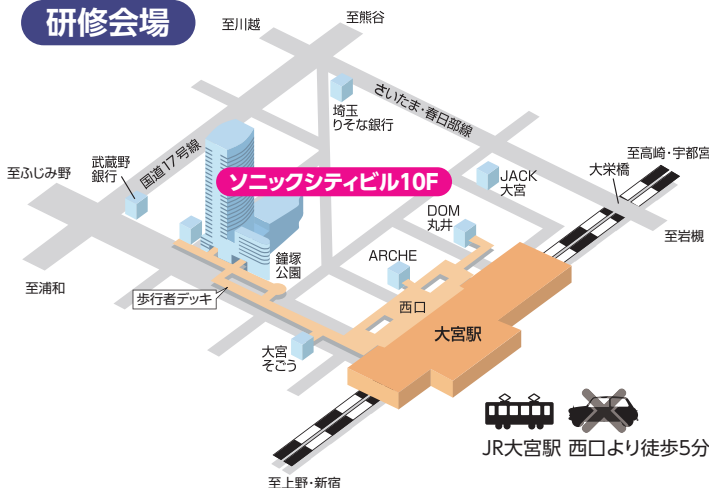 研修会場
至川越
至熊谷
さいたま・春日部線
埼玉
りそな銀行
国道17号線
武蔵野
銀行
至ふじみ野
ソニックシティビル10F
JACK
大宮
大栄橋
至高崎・宇都宮
至岩槻
DOM
丸井
ARCHE
鐘塚
公園
至浦和
歩行者デッキ
西口
大宮駅
大宮
そごう
JR大宮駅 西口より徒歩5分
至上野・新宿